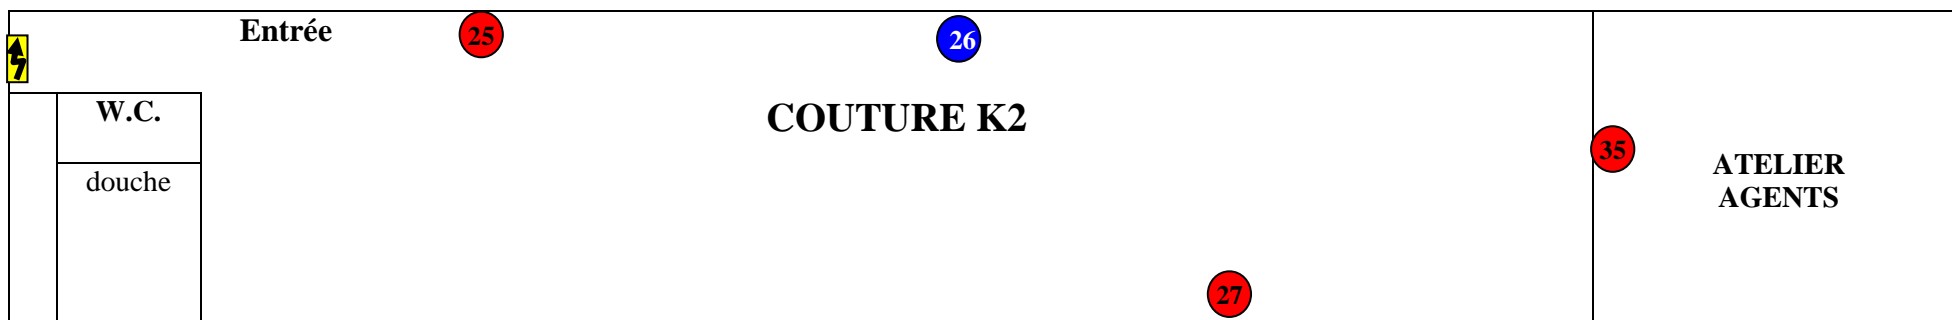 Entrée
25
26
W.C.
COUTURE K2
35
ATELIER
AGENTS
douche
27